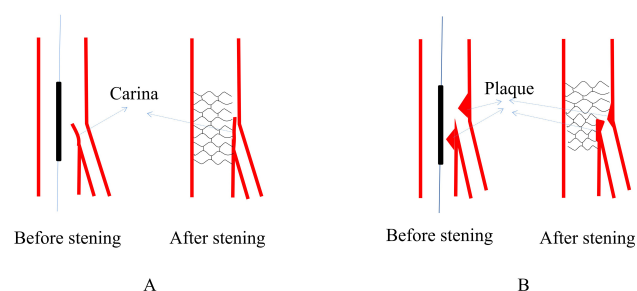 Carina
Before stening
After stening
A
Plaque
Before stening
After stening
B